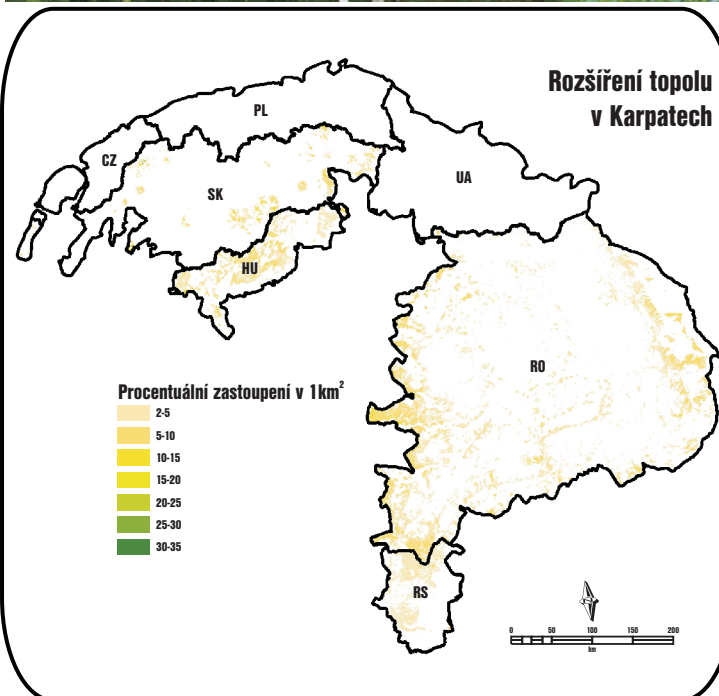 Rozšíření topolu
v Karpatech
PL
CZ
UA
SK
HU
RO
Procentuální zastoupení v 1km²
2-5
5-10
10-15
15-20
20-25
25-30
30-35
RS
0 50 100 150 200
km